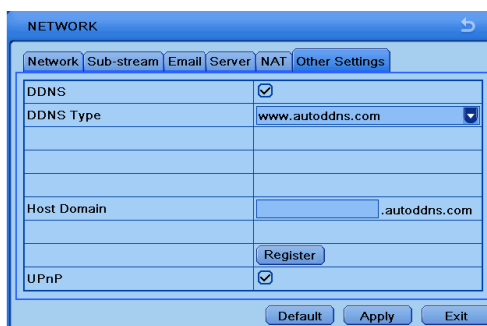 NETWORK
Network Sub-stream Email Server NAT Other Settings
DDNS
DDNS Type www.autoddns.com
Host Domain .autoddns.com
Register
UPnP
Default Apply Exit